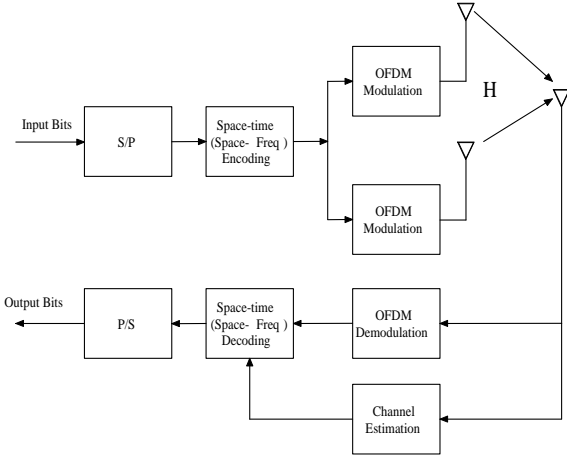 OFDM
Modulation
H
Input Bits
S/P
Space-time
(Space- Freq )
Encoding
OFDM
Modulation
Output Bits
P/S
Space-time
(Space- Freq )
Decoding
OFDM
Demodulation
Channel
Estimation